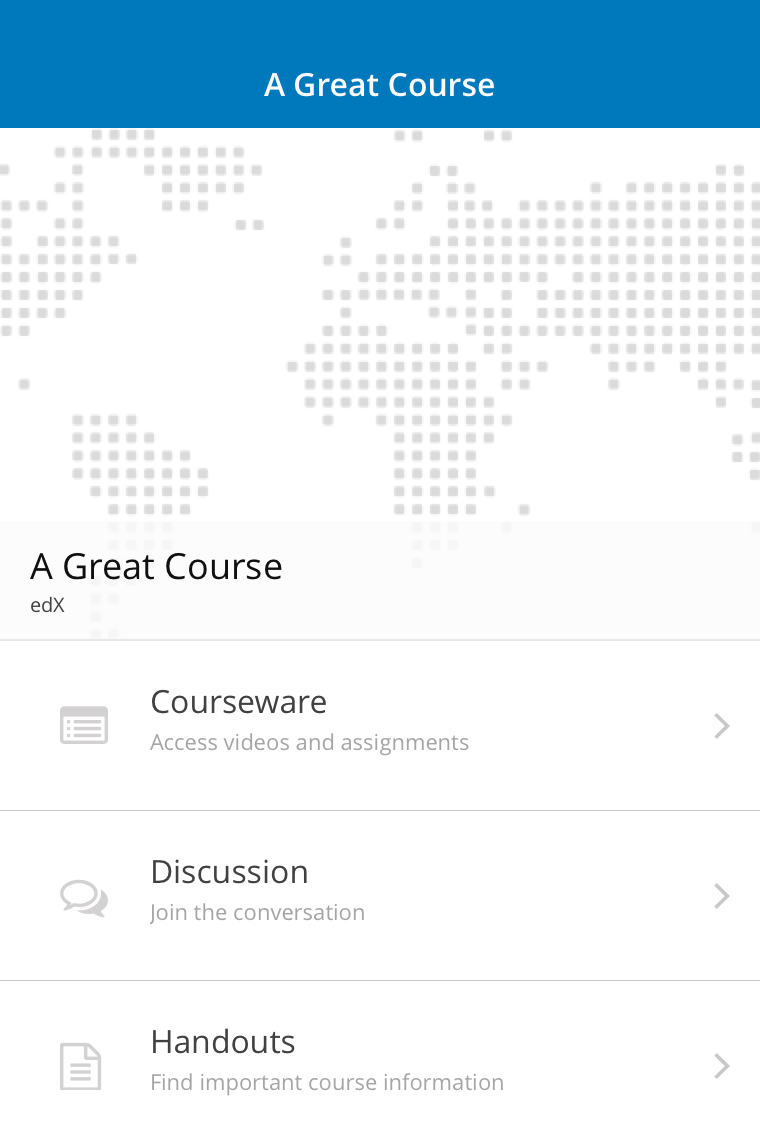 A Great Course
A Great Course
edX
Courseware
Access videos and assignments
Discussion
Join the conversation
Handouts
Find important course information